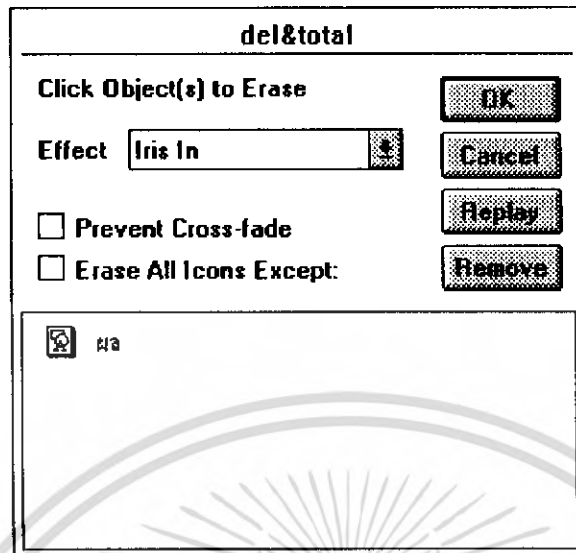 del&total
Click Object(s) to Erase
OK
Effect Iris In
Cancel
Prevent Cross-fade
Replay
Erase All Icons Except:
Remove
ผล